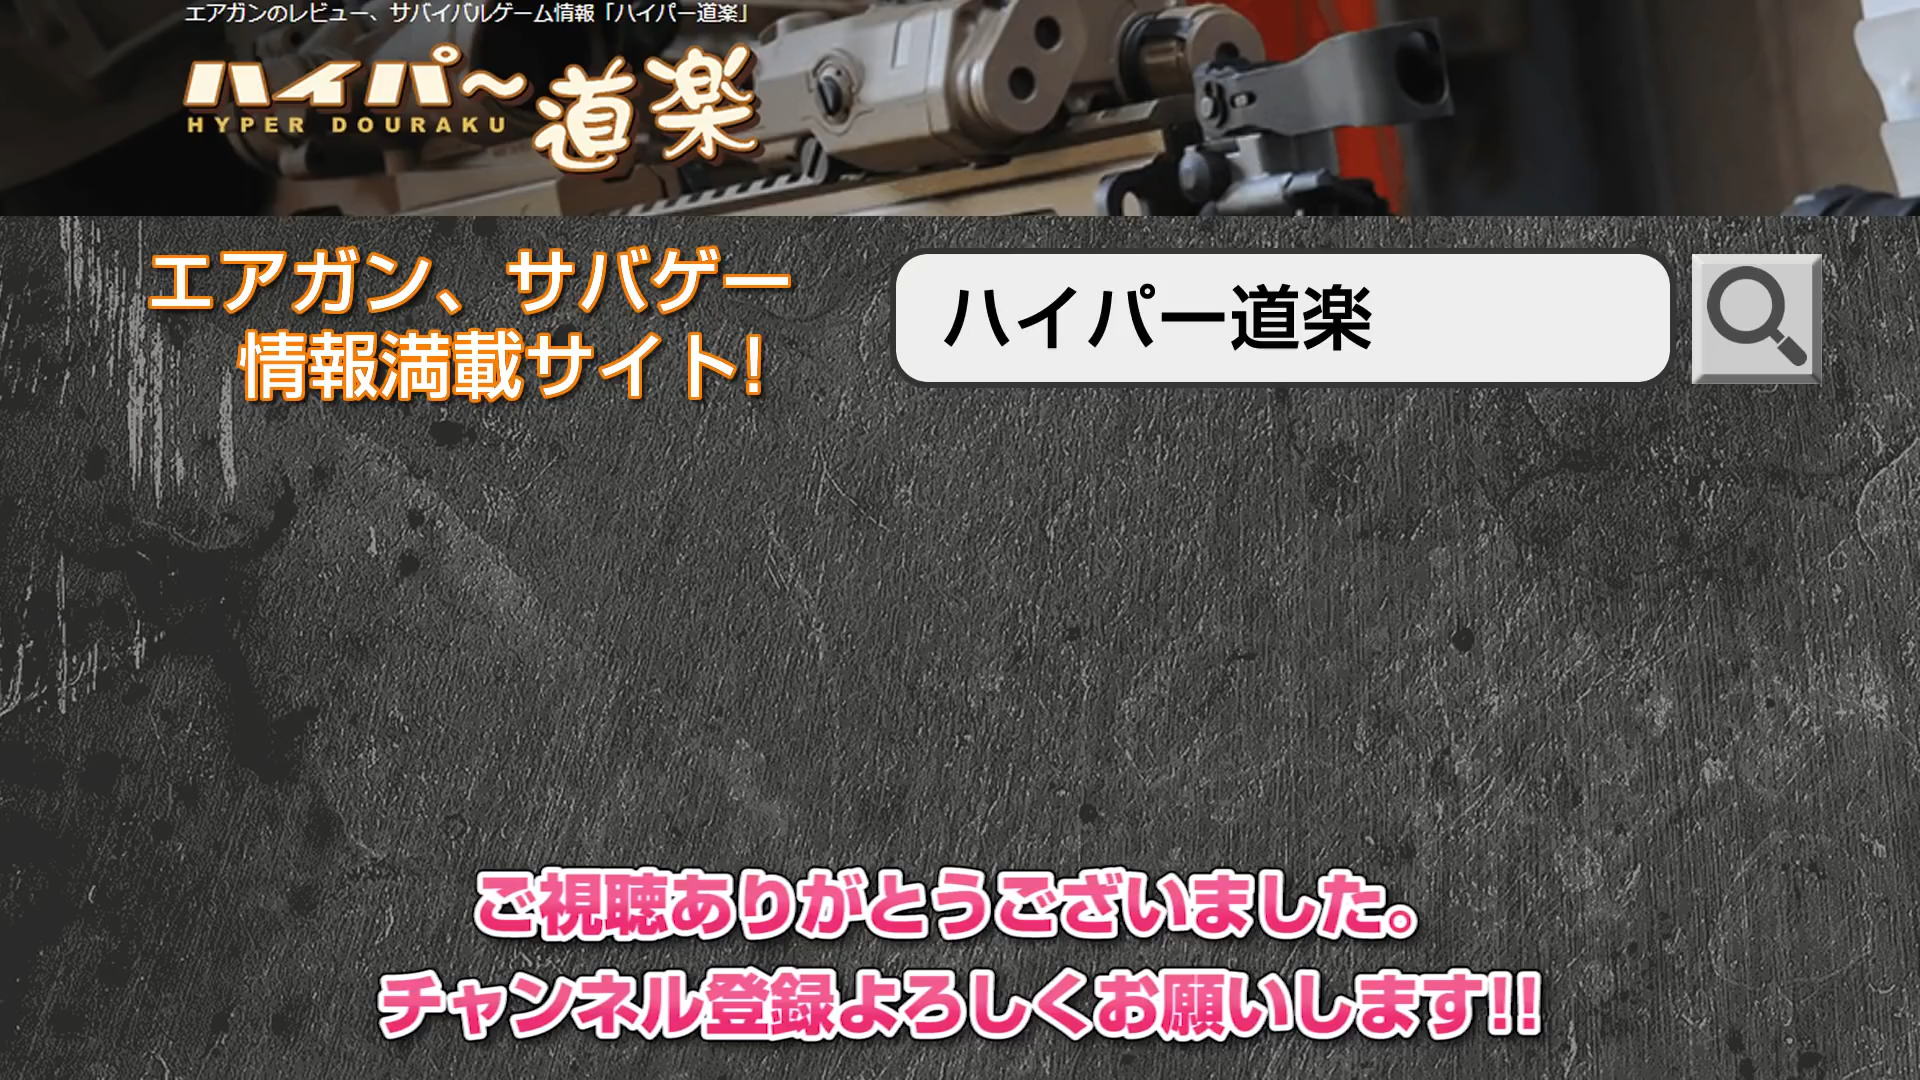 エアガンのレビュー、サバイバルゲーム情報「ハイパー道楽」
ハイパ〜道楽
HYPER DOURAKU
エアガン、サバゲー
情報満載サイト!
ハイパー道楽
ご視聴ありがとうございました。
チャンネル登録よろしくお願いします!!